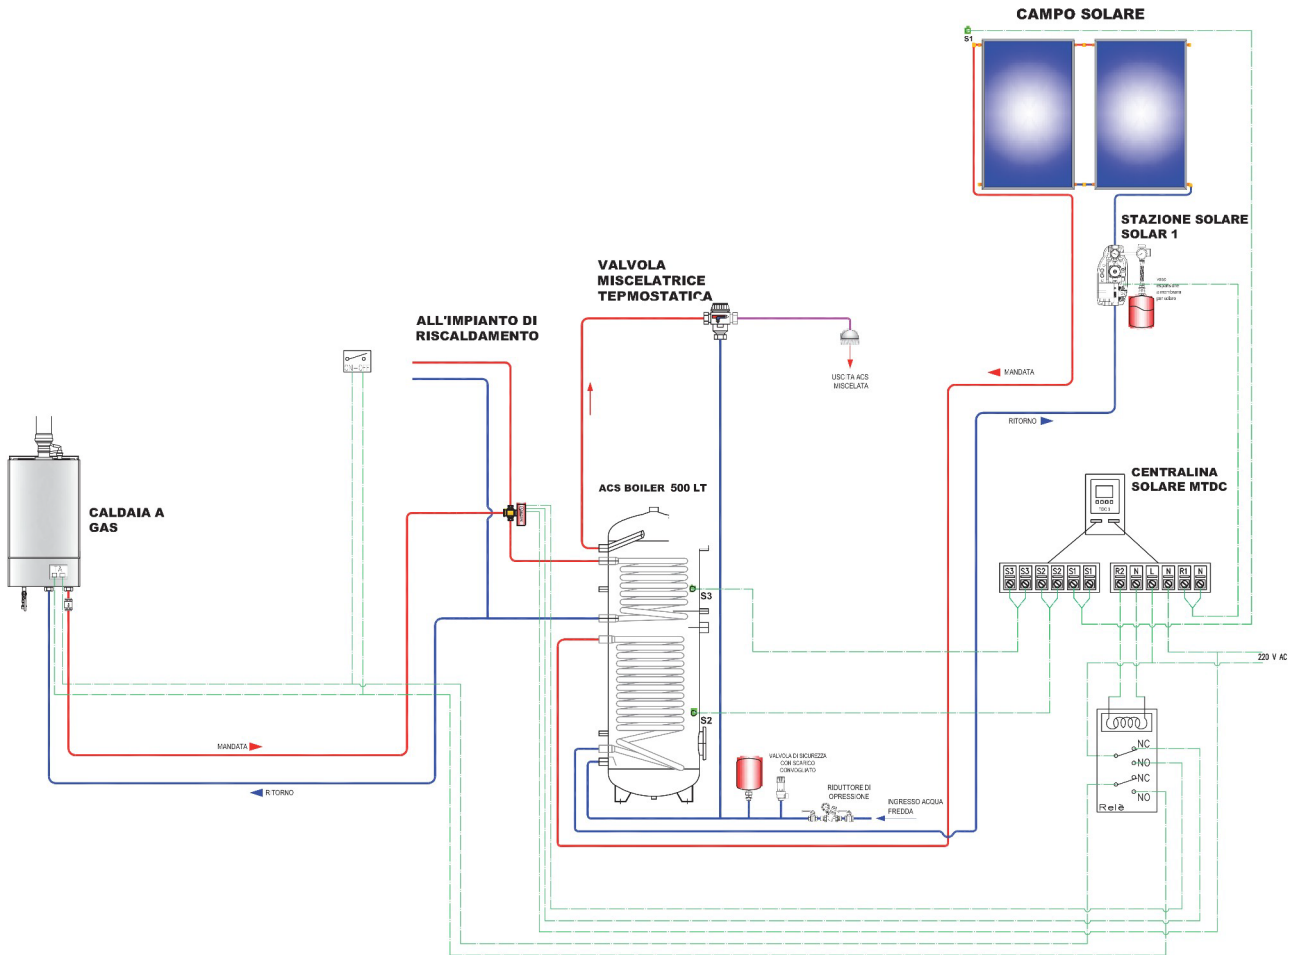 CAMPO SOLARE
S1
STAZIONE SOLARE
SOLAR 1
VALVOLA
MISCELATRICE
TEPMOSTATICA
ALL'IMPIANTO DI
RISCALDAMENTO
USCITA ACS
MISCELATA
MANDATA
RITORNO
CENTRALINA
SOLARE MTDC
ACS BOILER 500 LT
CALDAIA A
GAS
S3 S3 S2 S2 S1 S1
R2 N L N R1 N
S3
220 V AC
S2
MANDATA
RITORNO
VALVOLA DI SICUREZZA
CON SCARICO
CONVOGLIATO
RIDUTTORE DI
OPRESSIONE
INGRESSO ACQUA
FREDDA
NC
NO
NC
NO
Relè